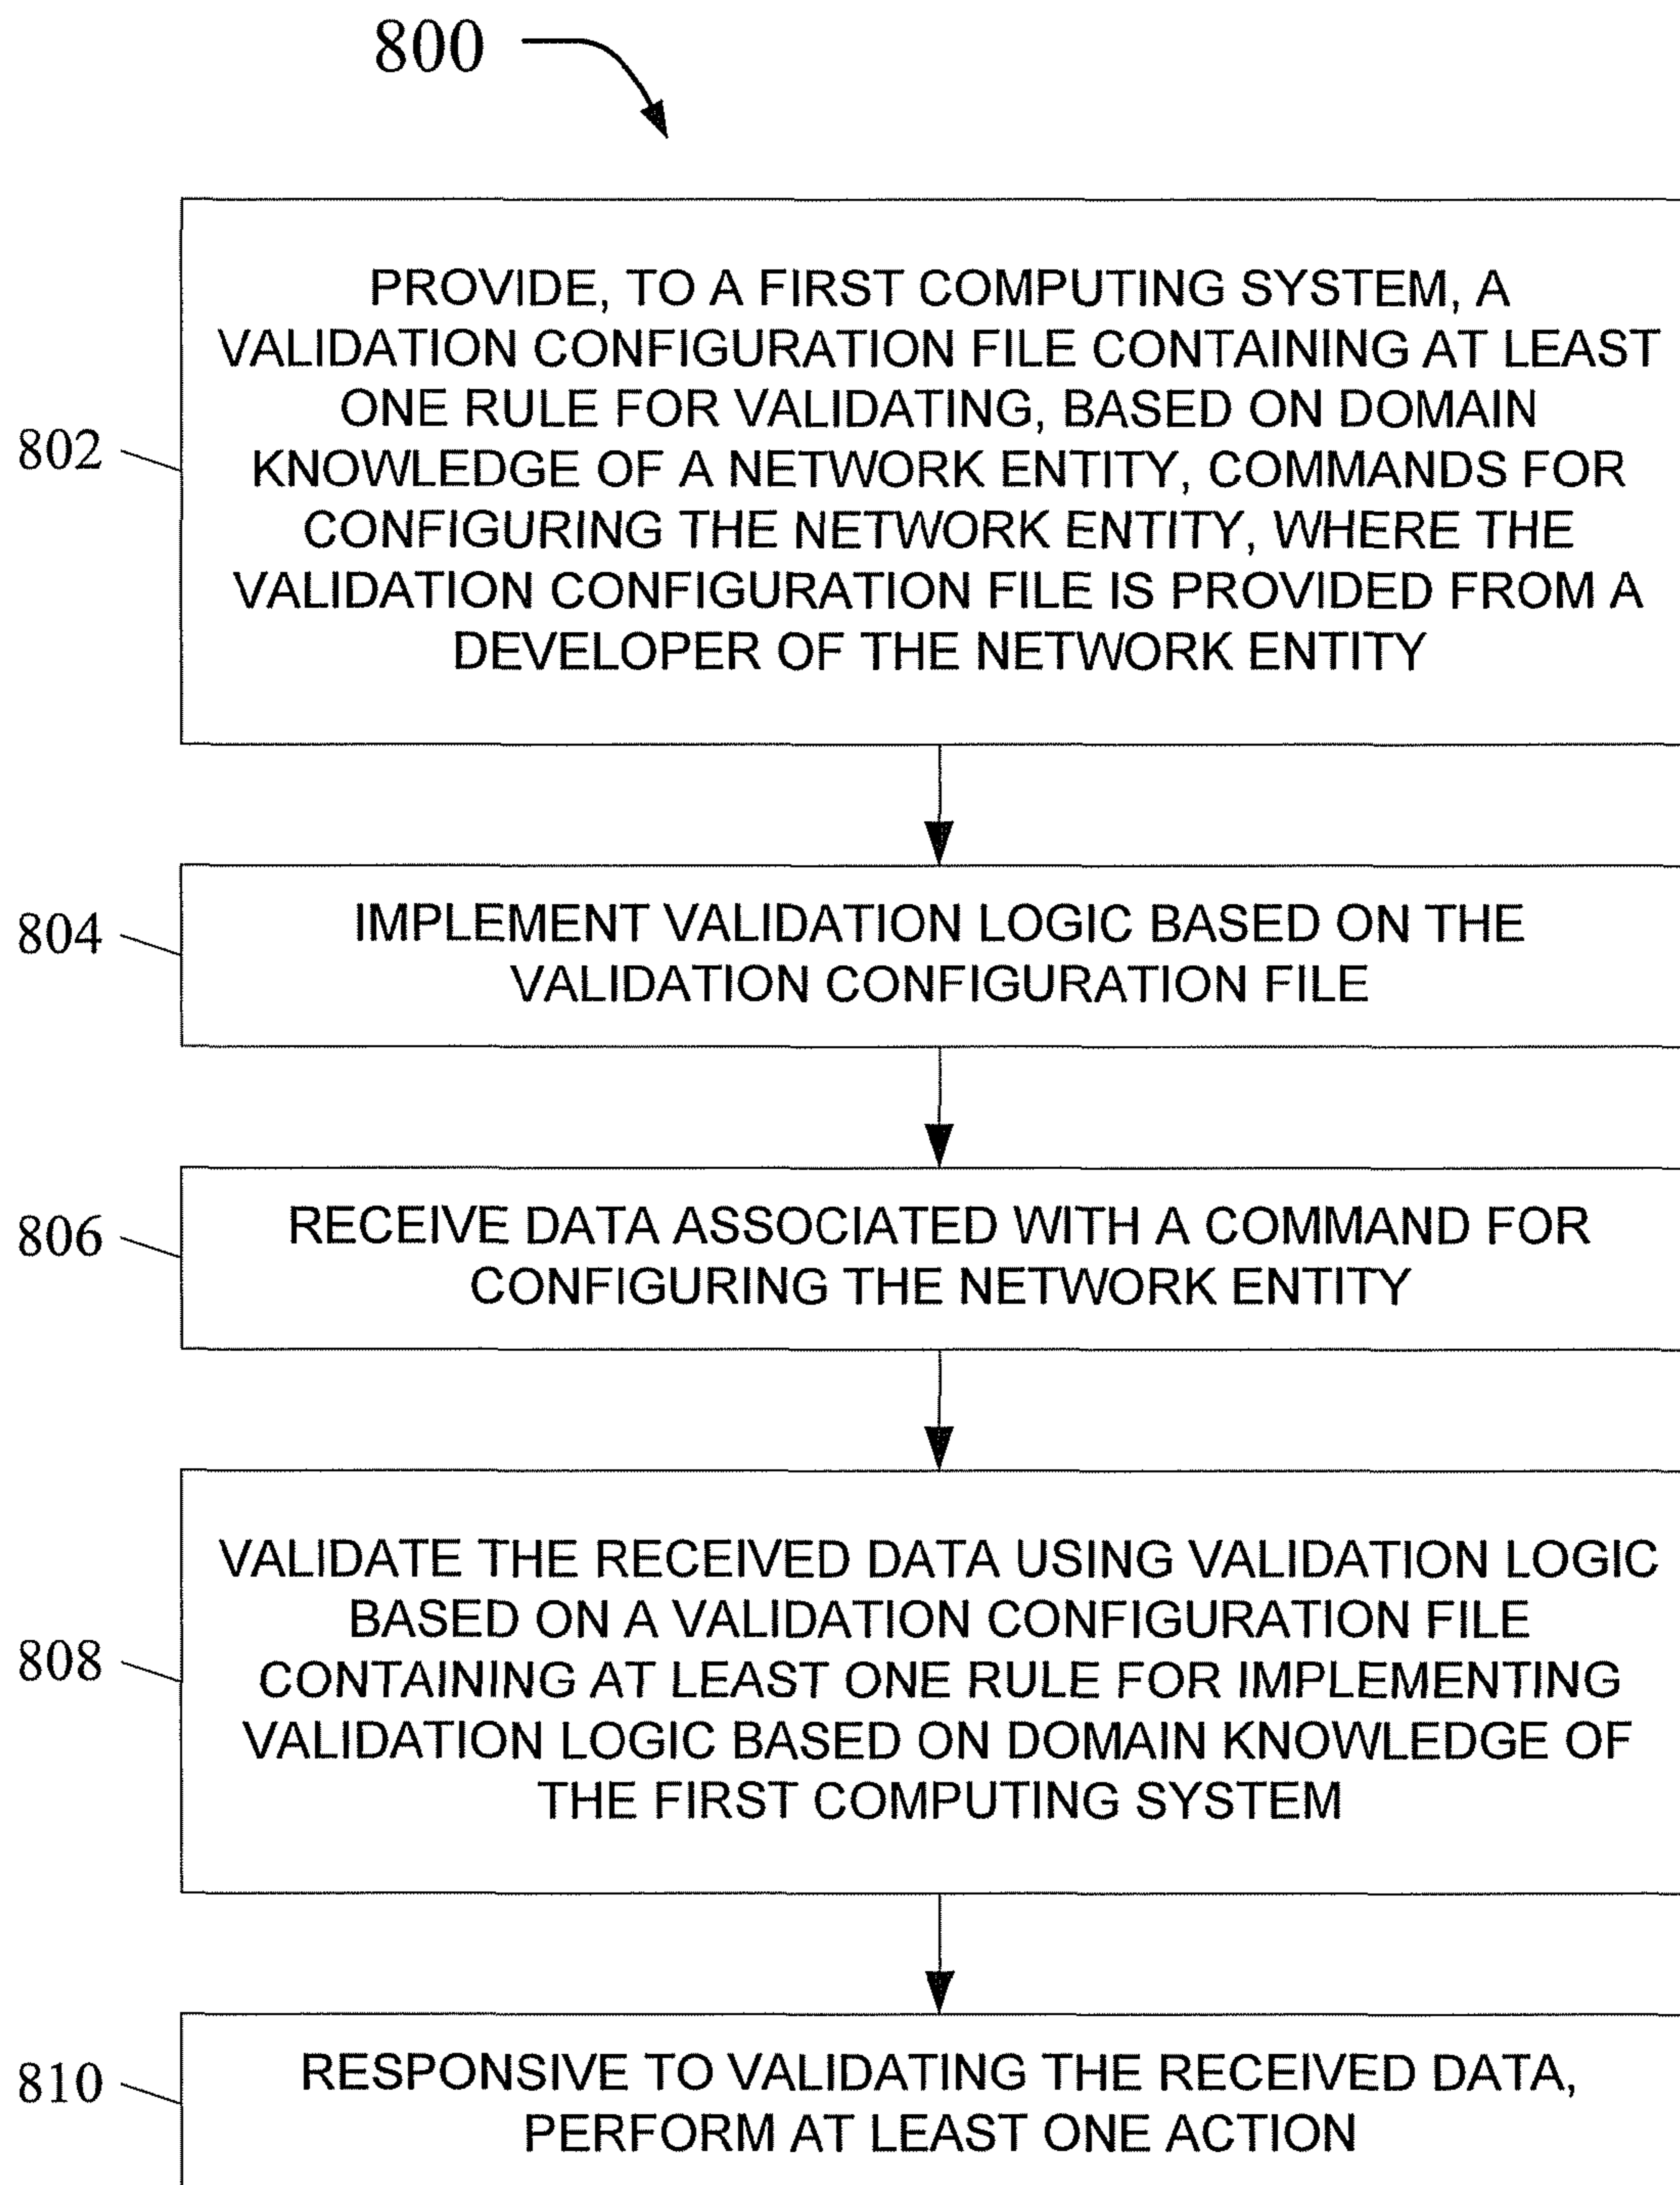 800
802
PROVIDE, TO A FIRST COMPUTING SYSTEM, A
VALIDATION CONFIGURATION FILE CONTAINING AT LEAST
ONE RULE FOR VALIDATING, BASED ON DOMAIN
KNOWLEDGE OF A NETWORK ENTITY, COMMANDS FOR
CONFIGURING THE NETWORK ENTITY, WHERE THE
VALIDATION CONFIGURATION FILE IS PROVIDED FROM A
DEVELOPER OF THE NETWORK ENTITY
804
IMPLEMENT VALIDATION LOGIC BASED ON THE
VALIDATION CONFIGURATION FILE
806
RECEIVE DATA ASSOCIATED WITH A COMMAND FOR
CONFIGURING THE NETWORK ENTITY
808
VALIDATE THE RECEIVED DATA USING VALIDATION LOGIC
BASED ON A VALIDATION CONFIGURATION FILE
CONTAINING AT LEAST ONE RULE FOR IMPLEMENTING
VALIDATION LOGIC BASED ON DOMAIN KNOWLEDGE OF
THE FIRST COMPUTING SYSTEM
810
RESPONSIVE TO VALIDATING THE RECEIVED DATA,
PERFORM AT LEAST ONE ACTION